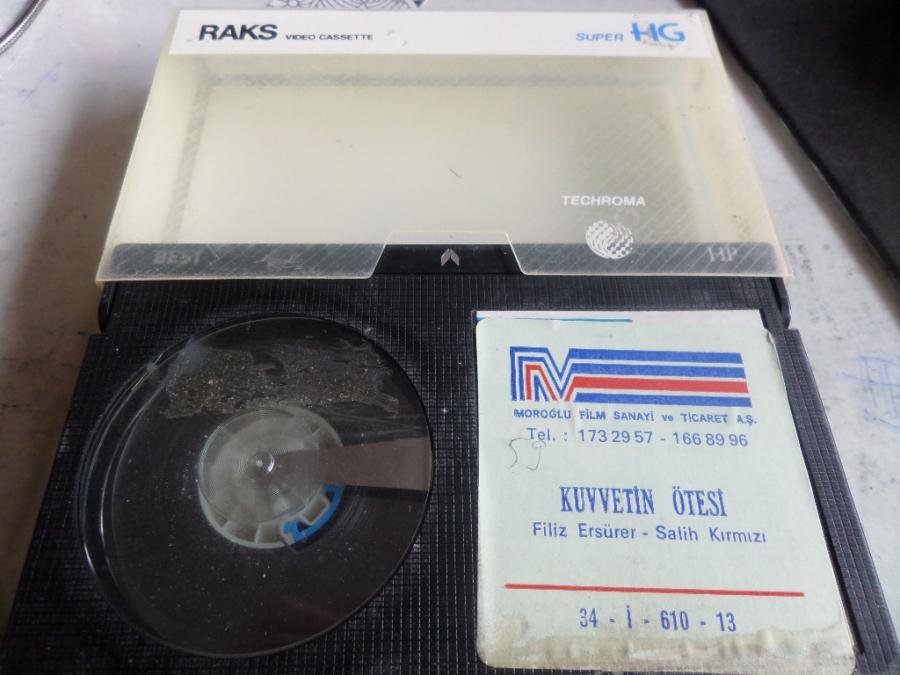 RAKS VIDEO CASSETTE SUPER HG
TECHROMA
BEST HP
MOROĞLU FİLM SANAYİ ve TİCARET A.Ş.
Tel. : 173 29 57 - 166 89 96
59
KUVVETİN ÖTESİ
Filiz Ersürer - Salih Kırmızı
34 - İ - 610 - 13